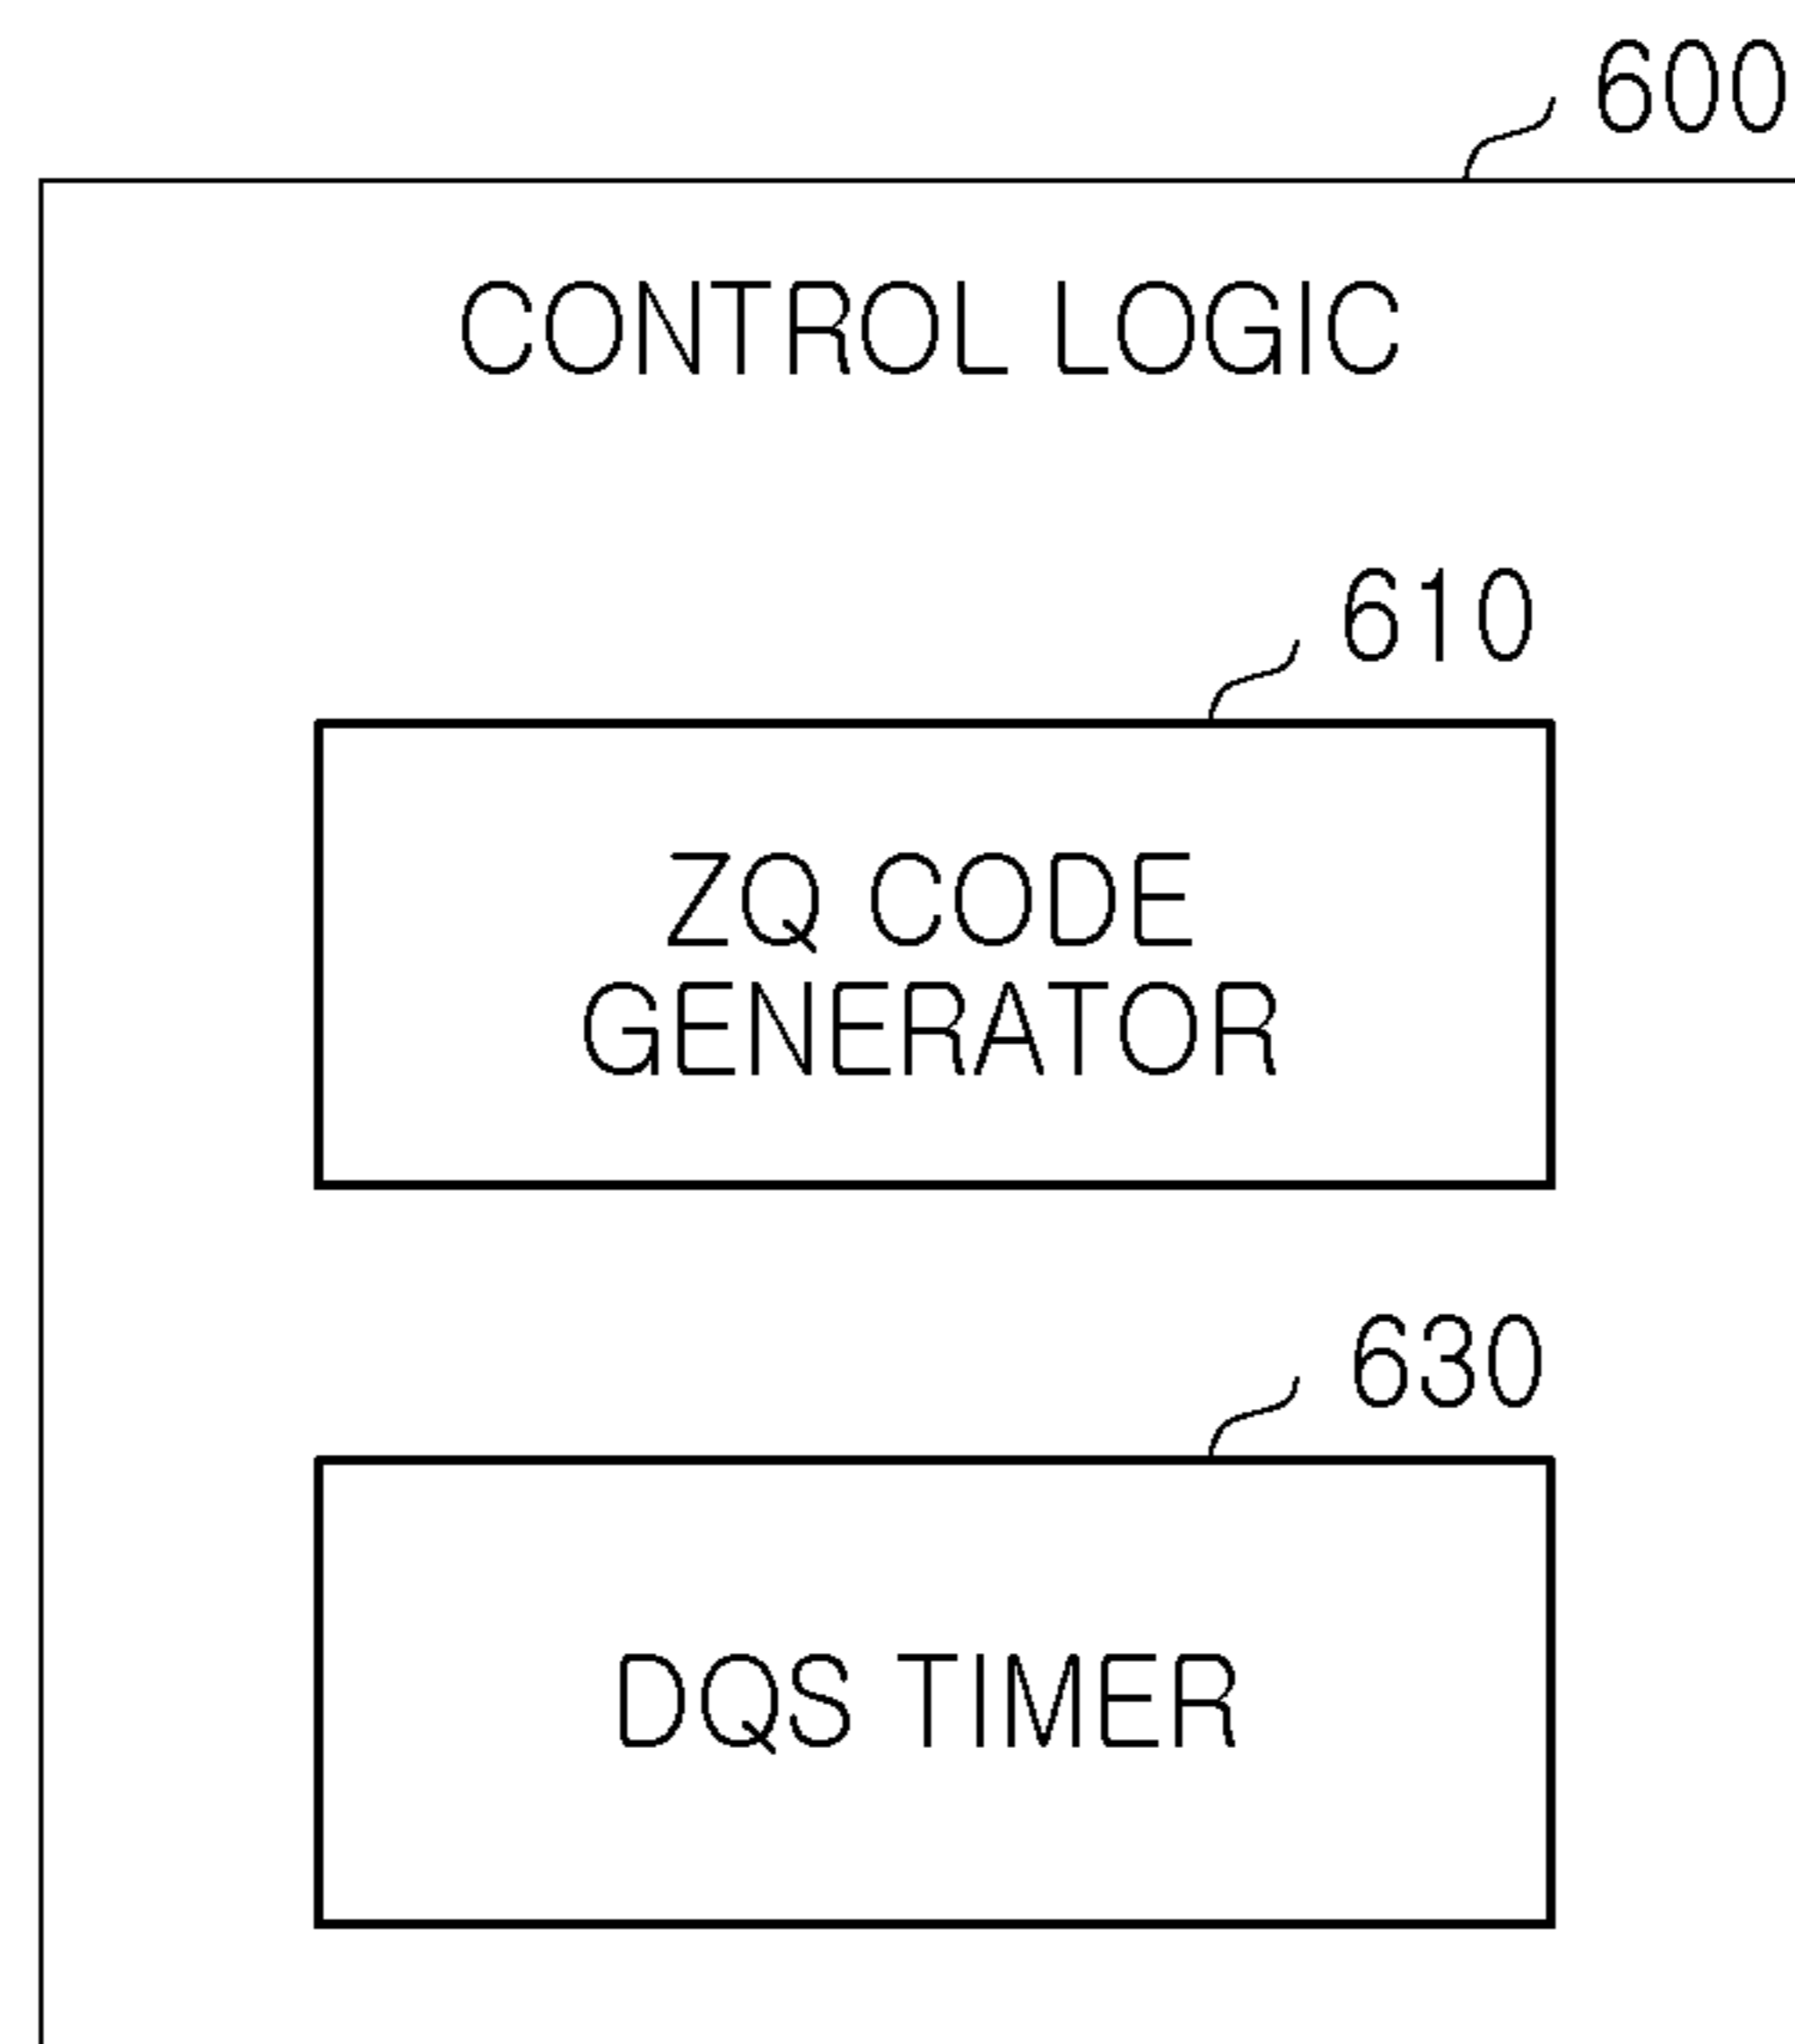 600
CONTROL LOGIC
610
ZQ CODE
GENERATOR
630
DQS TIMER